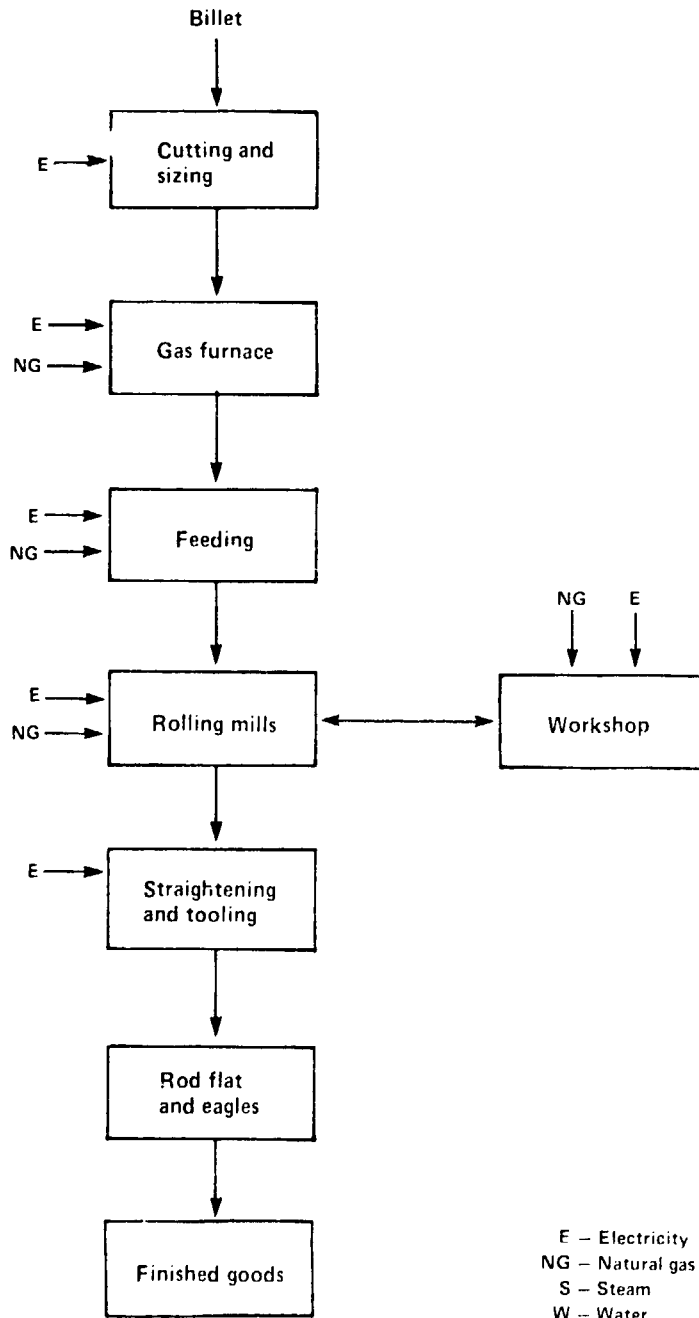 Billet
E
Cutting and
sizing
E
NG
Gas furnace
E
NG
Feeding
NG E
E
NG
Rolling mills
Workshop
E
Straightening
and tooling
Rod flat
and eagles
Finished goods
E – Electricity
NG – Natural gas
S – Steam
W – Water